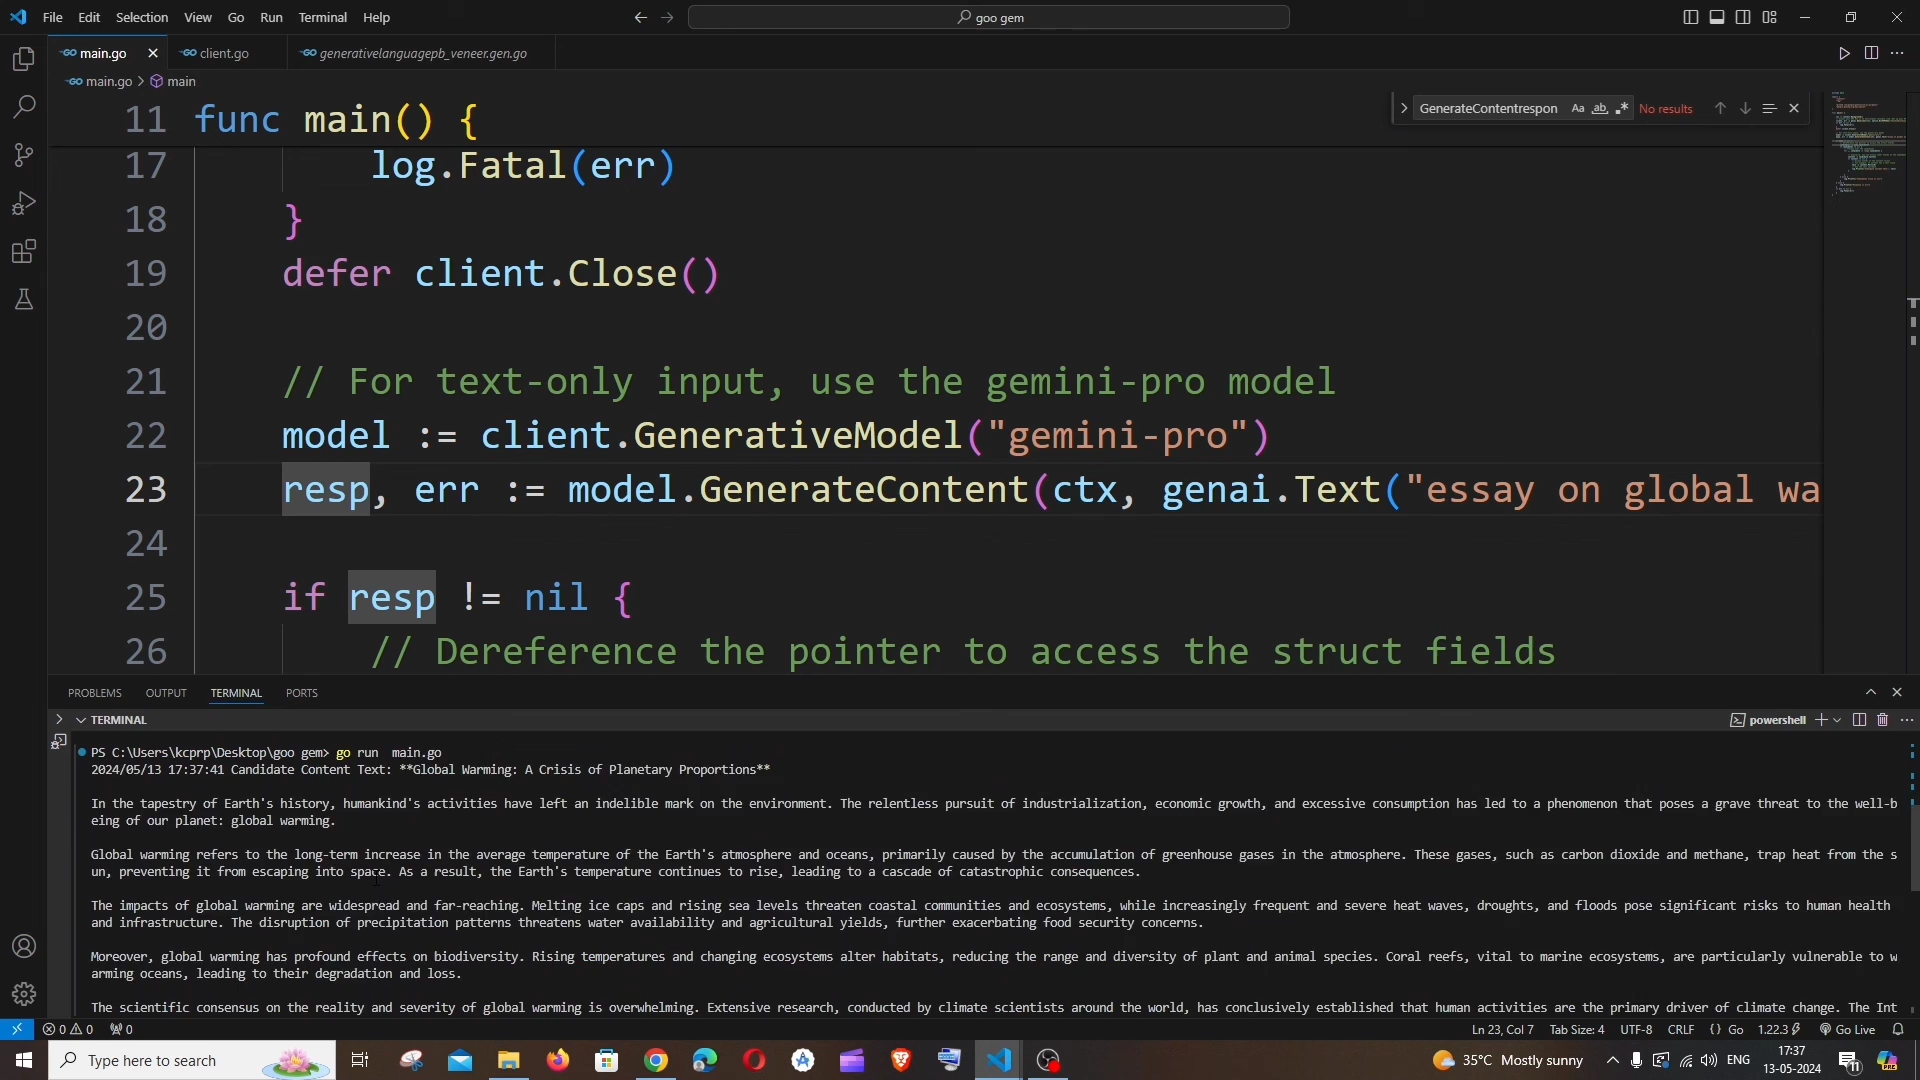 File Edit Selection View Go Run Terminal Help
goo gem
main.go
client.go
generativelanguagepb_veneer.gen.go
main.go > main
GenerateContentrespon Aa ab No results
11 func main() {
17 log.Fatal(err)
18 }
19 defer client.Close()
20
21 // For text-only input, use the gemini-pro model
22 model := client.GenerativeModel("gemini-pro")
23 resp, err := model.GenerateContent(ctx, genai.Text("essay on global wa
24
25 if resp != nil {
26 // Dereference the pointer to access the struct fields
PROBLEMS OUTPUT TERMINAL PORTS
TERMINAL
powershell
PS C:\Users\kcprp\Desktop\goo gem> go run  main.go
2024/05/13 17:37:41 Candidate Content Text: **Global Warming: A Crisis of Planetary Proportions**
In the tapestry of Earth's history, humankind's activities have left an indelible mark on the environment. The relentless pursuit of industrialization, economic growth, and excessive consumption has led to a phenomenon that poses a grave threat to the well-b
eing of our planet: global warming.
Global warming refers to the long-term increase in the average temperature of the Earth's atmosphere and oceans, primarily caused by the accumulation of greenhouse gases in the atmosphere. These gases, such as carbon dioxide and methane, trap heat from the s
un, preventing it from escaping into space. As a result, the Earth's temperature continues to rise, leading to a cascade of catastrophic consequences.
The impacts of global warming are widespread and far-reaching. Melting ice caps and rising sea levels threaten coastal communities and ecosystems, while increasingly frequent and severe heat waves, droughts, and floods pose significant risks to human health
and infrastructure. The disruption of precipitation patterns threatens water availability and agricultural yields, further exacerbating food security concerns.
Moreover, global warming has profound effects on biodiversity. Rising temperatures and changing ecosystems alter habitats, reducing the range and diversity of plant and animal species. Coral reefs, vital to marine ecosystems, are particularly vulnerable to w
arming oceans, leading to their degradation and loss.
The scientific consensus on the reality and severity of global warming is overwhelming. Extensive research, conducted by climate scientists around the world, has conclusively established that human activities are the primary driver of climate change. The Int
0 0 0 Ln 23, Col 7 Tab Size: 4 UTF-8 CRLF {} Go 1.22.3 Go Live
Type here to search
35°C Mostly sunny
ENG
17:37
13-05-2024
11
PRE